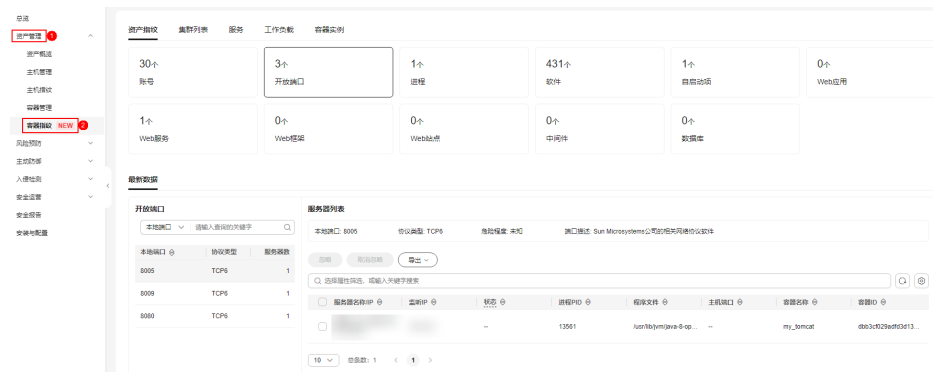 总览
资产管理 1
资产概览
主机管理
主机指纹
容器管理
容器指纹 NEW 2
风险预防
主动防御
入侵检测
安全运营
安全报告
安装与配置
资产指纹 集群列表 服务 工作负载 容器实例
30个 3个 1个 431个 1个 0个
账号 开放端口 进程 软件 自启动项 Web应用
1个 0个 0个 0个 0个
Web服务 Web框架 Web站点 中间件 数据库
最新数据
开放端口
本地端口 请输入查询的关键字
本地端口 协议类型 服务器数
8005 TCP6 1
8009 TCP6 1
8080 TCP6 1
服务器列表
本地端口: 8005 协议类型: TCP6 危险程度: 未知 端口描述: Sun Microsystems公司的相关网络协议软件
忽略 取消忽略 导出
选择属性筛选，或输入关键字搜索
服务器名称/IP 监听IP 状态 进程PID 程序文件 主机端口 容器名称 容器ID
-- 13561 /usr/lib/jvm/java-8-op... -- my_tomcat dbb3cf029adfd3d13...
10 总条数: 1 < 1 >